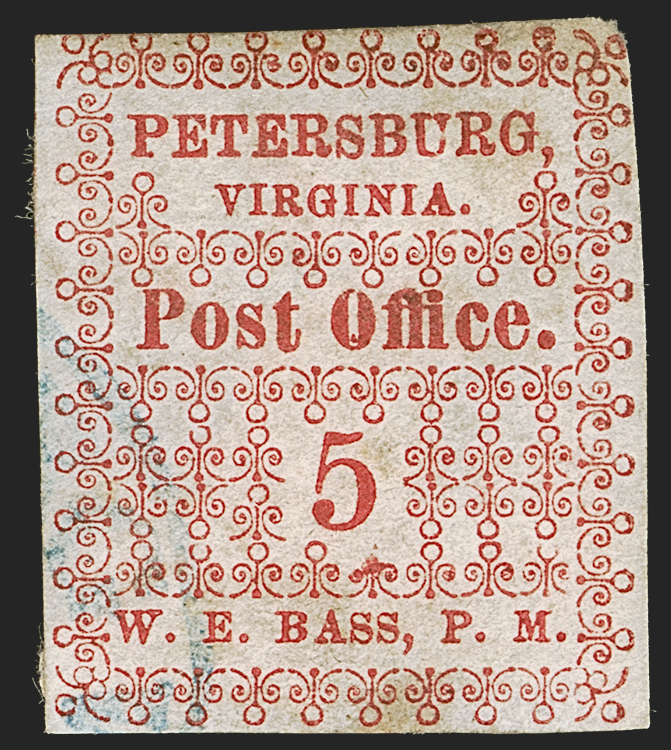 PETERSBURG,
VIRGINIA.
Post Office.
5
W. E. BASS, P. M.